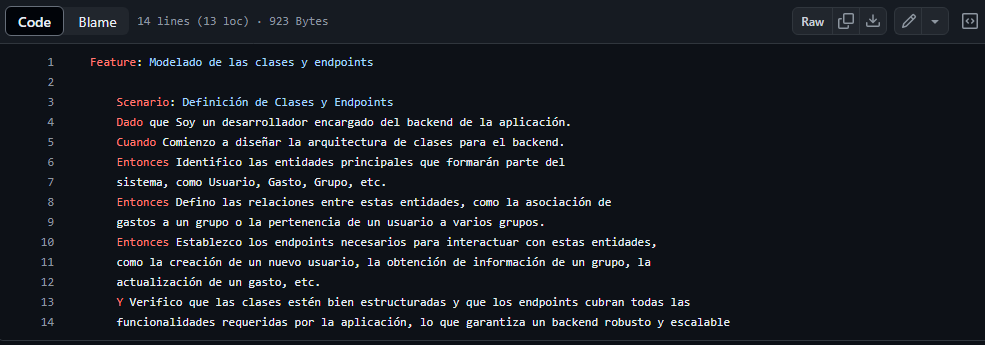 Code Blame 14 lines (13 loc) · 923 Bytes Raw
1 Feature: Modelado de las clases y endpoints
2
3 Scenario: Definición de Clases y Endpoints
4 Dado que Soy un desarrollador encargado del backend de la aplicación.
5 Cuando Comienzo a diseñar la arquitectura de clases para el backend.
6 Entonces Identifico las entidades principales que formarán parte del
7 sistema, como Usuario, Gasto, Grupo, etc.
8 Entonces Defino las relaciones entre estas entidades, como la asociación de
9 gastos a un grupo o la pertenencia de un usuario a varios grupos.
10 Entonces Establezco los endpoints necesarios para interactuar con estas entidades,
11 como la creación de un nuevo usuario, la obtención de información de un grupo, la
12 actualización de un gasto, etc.
13 Y Verifico que las clases estén bien estructuradas y que los endpoints cubran todas las
14 funcionalidades requeridas por la aplicación, lo que garantiza un backend robusto y escalable